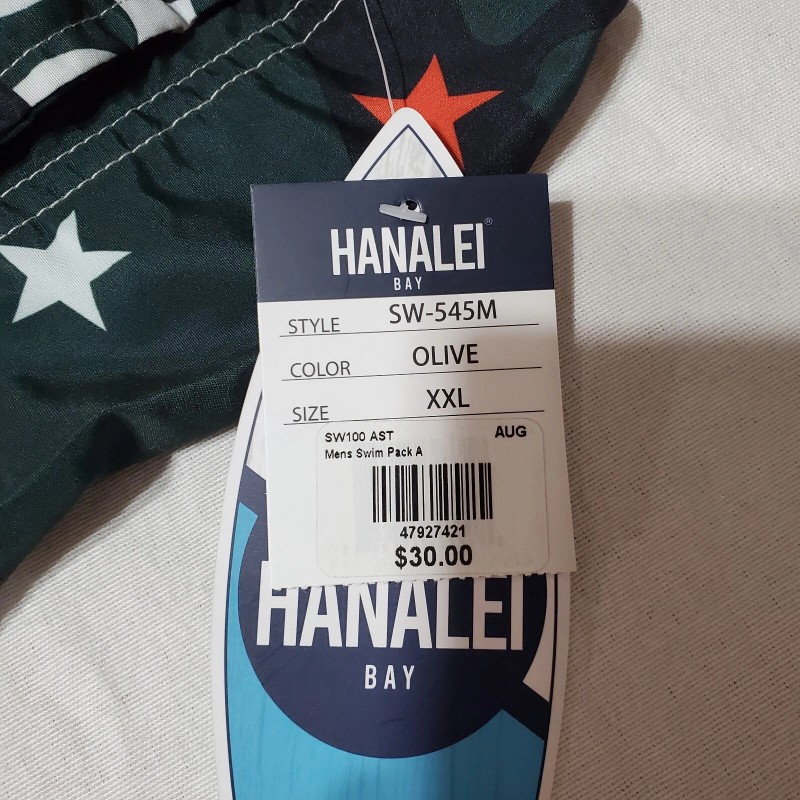 HANALEI®
BAY
STYLE SW-545M
COLOR OLIVE
SIZE XXL
SW100 AST AUG
Mens Swim Pack A
47927421
$30.00
HANALEI
BAY